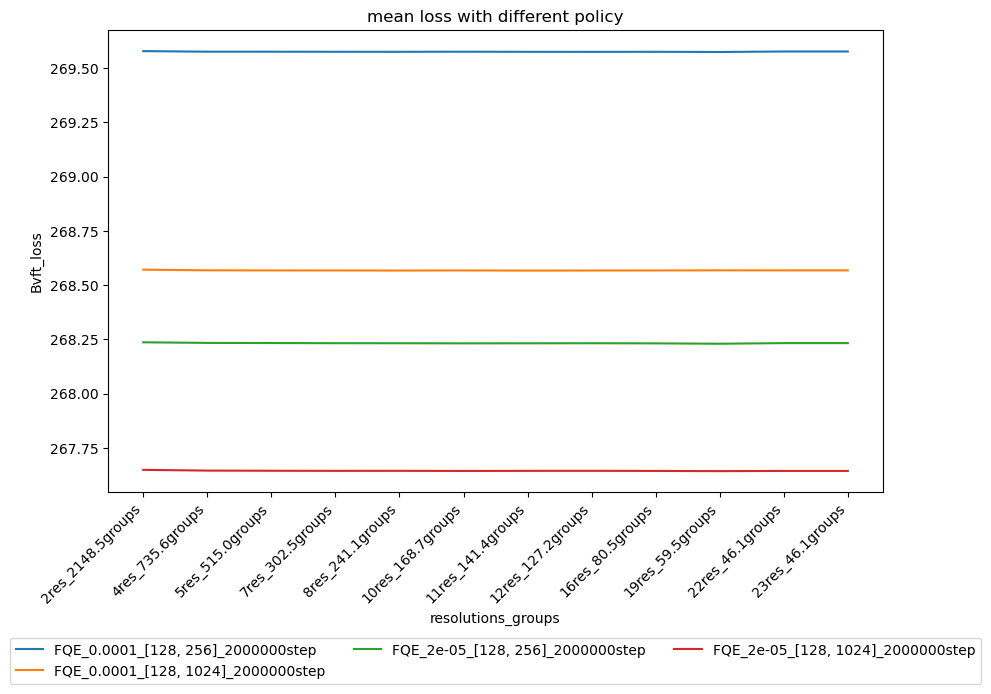 mean loss with different policy
Bvft_loss
269.50
269.25
269.00
268.75
268.50
268.25
268.00
267.75
2res_2148.5groups
4res_735.6groups
5res_515.0groups
7res_302.5groups
8res_241.1groups
10res_168.7groups
11res_141.4groups
12res_127.2groups
16res_80.5groups
19res_59.5groups
22res_46.1groups
23res_46.1groups
resolutions_groups
FQE_0.0001_[128, 256]_2000000step
FQE_0.0001_[128, 1024]_2000000step
FQE_2e-05_[128, 256]_2000000step
FQE_2e-05_[128, 1024]_2000000step